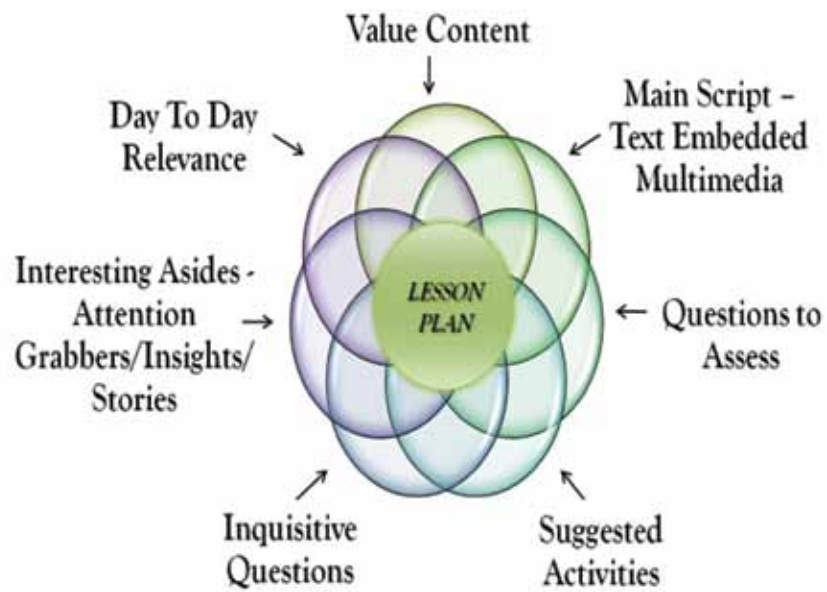 Value Content
Main Script –
Text Embedded
Multimedia
Questions to
Assess
Suggested
Activities
Inquisitive
Questions
Interesting Asides -
Attention
Grabbers/Insights/
Stories
Day To Day
Relevance
LESSON
PLAN